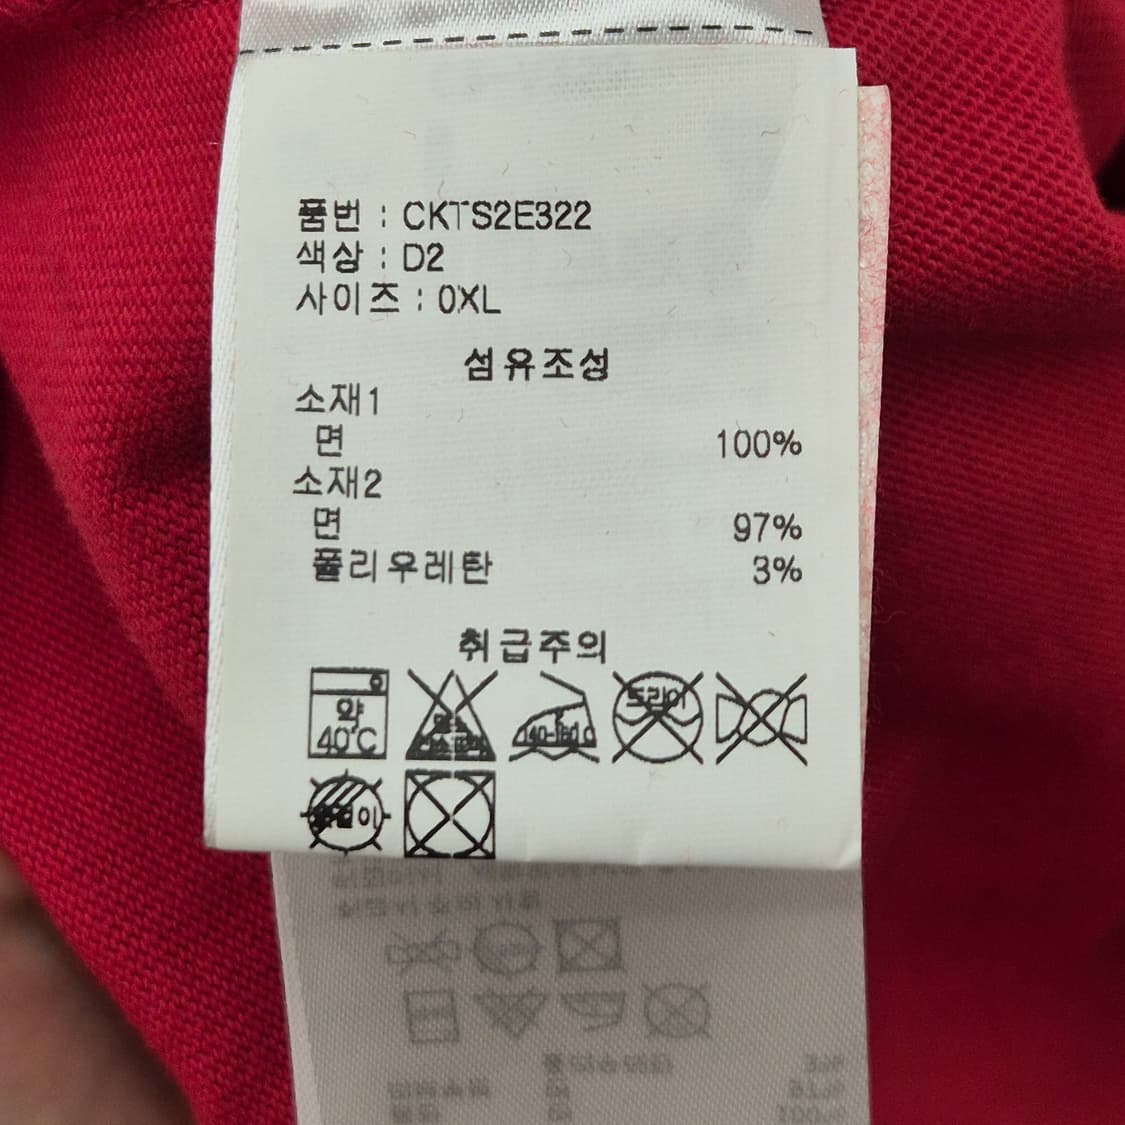 품번 : CKTS2E322
색상 : D2
사이즈 : 0XL
섬유조성
소재1
면 100%
소재2
면 97%
폴리우레탄 3%
취급주의
약 40℃
드라이